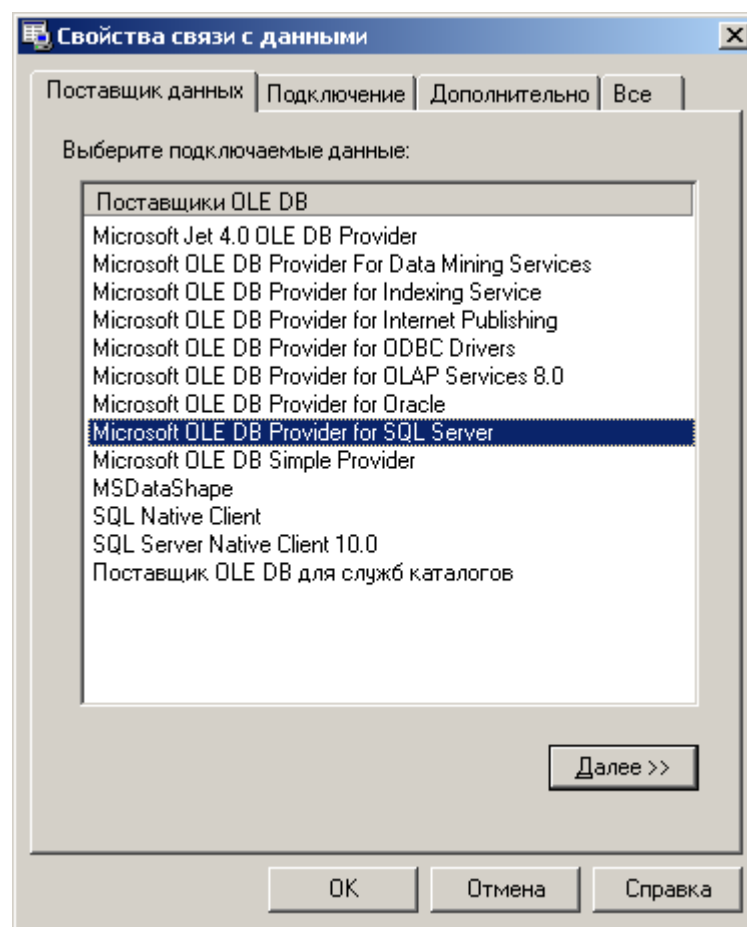 Свойства связи с данными
Поставщик данных Подключение Дополнительно Все
Выберите подключаемые данные:
Поставщики OLE DB
Microsoft Jet 4.0 OLE DB Provider
Microsoft OLE DB Provider For Data Mining Services
Microsoft OLE DB Provider for Indexing Service
Microsoft OLE DB Provider for Internet Publishing
Microsoft OLE DB Provider for ODBC Drivers
Microsoft OLE DB Provider for OLAP Services 8.0
Microsoft OLE DB Provider for Oracle
Microsoft OLE DB Provider for SQL Server
Microsoft OLE DB Simple Provider
MSDataShape
SQL Native Client
SQL Server Native Client 10.0
Поставщик OLE DB для служб каталогов
Далее >>
OK Отмена Справка